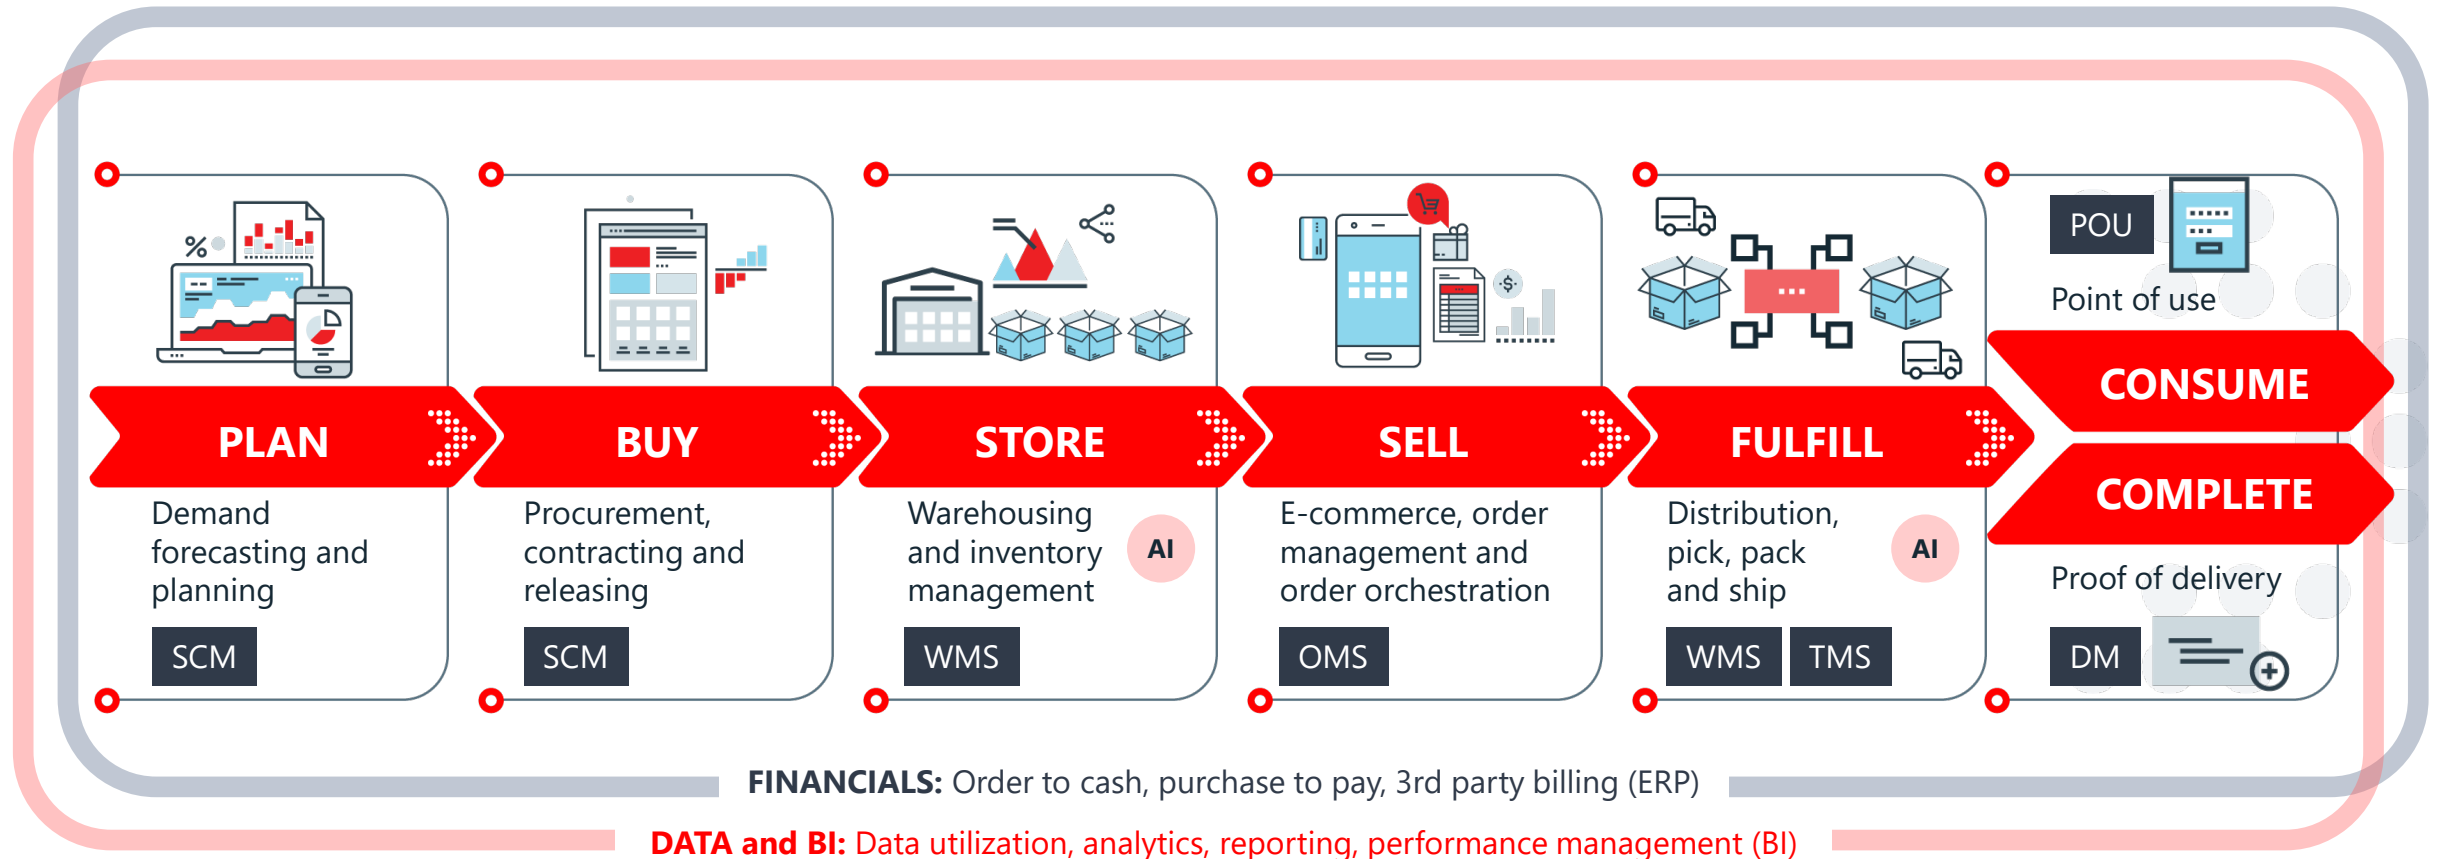 PLAN
Demand
forecasting and
planning
SCM
BUY
Procurement,
contracting and
releasing
SCM
STORE
Warehousing
and inventory
management
AI
WMS
SELL
E-commerce, order
management and
order orchestration
OMS
FULFILL
Distribution,
pick, pack
and ship
AI
WMS TMS
POU
Point of use
CONSUME
COMPLETE
Proof of delivery
DM
%
$
FINANCIALS: Order to cash, purchase to pay, 3rd party billing (ERP)
DATA and BI: Data utilization, analytics, reporting, performance management (BI)